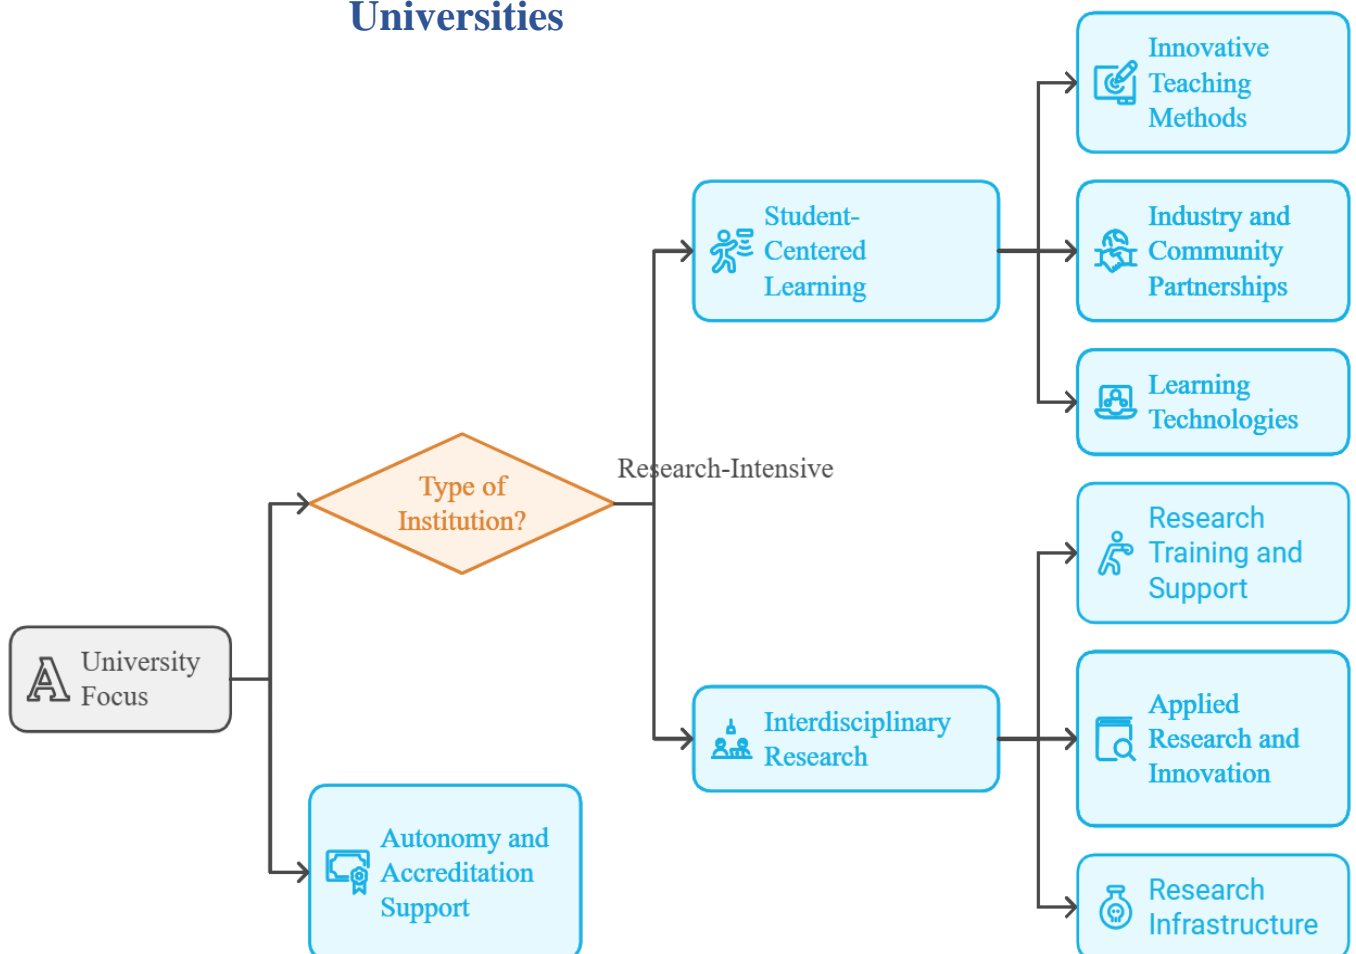 Universities
Innovative
Teaching
Methods
Student-
Centered
Learning
Industry and
Community
Partnerships
Learning
Technologies
Research-Intensive
Type of
Institution?
Research
Training and
Support
University
Focus
Interdisciplinary
Research
Applied
Research and
Innovation
Autonomy and
Accreditation
Support
Research
Infrastructure